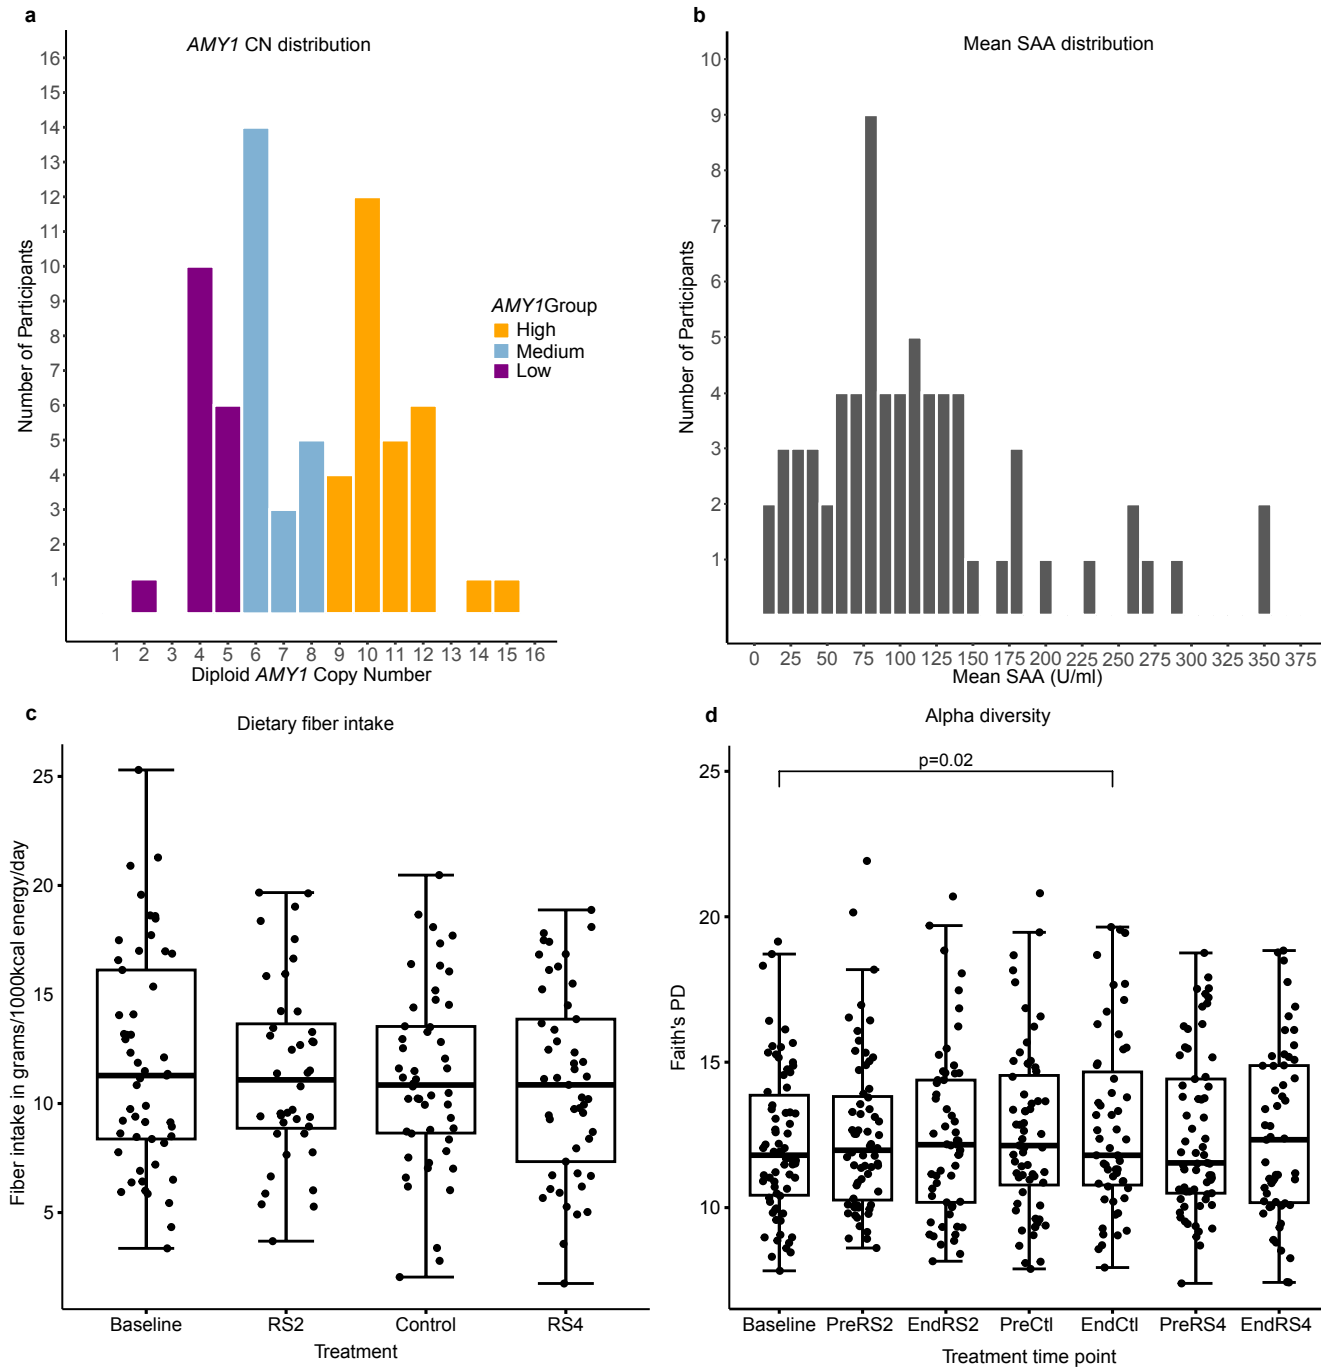 a
AMY1 CN distribution
16
15
14
13
12
11
10
9
8
7
6
5
4
3
2
1
Number of Participants
1 2 3 4 5 6 7 8 9 10 11 12 13 14 15 16
Diploid AMY1 Copy Number
AMY1Group
High
Medium
Low
b
Mean SAA distribution
10
9
8
7
6
5
4
3
2
1
Number of Participants
0 25 50 75 100 125 150 175 200 225 250 275 300 325 350 375
Mean SAA (U/ml)
c
Dietary fiber intake
25
20
15
10
5
Fiber intake in grams/1000kcal energy/day
Baseline RS2 Control RS4
Treatment
d
Alpha diversity
p=0.02
25
20
15
10
Faith's PD
Baseline PreRS2 EndRS2 PreCtl EndCtl PreRS4 EndRS4
Treatment time point